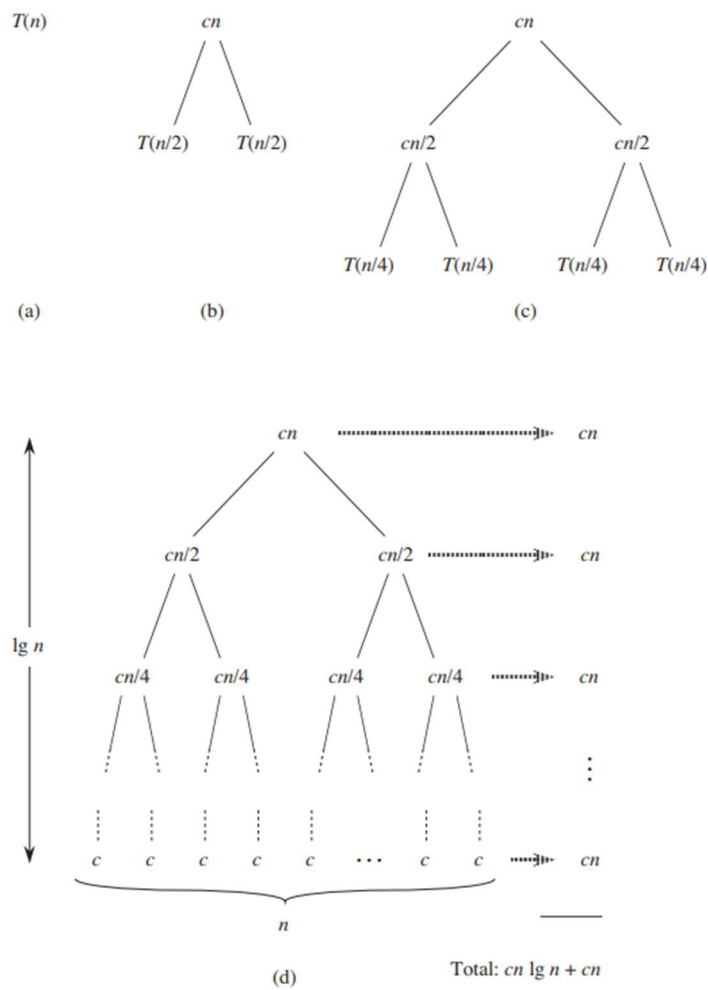 T(n) cn cn
T(n/2) T(n/2) cn/2 cn/2
T(n/4) T(n/4) T(n/4) T(n/4)
(a) (b) (c)
cn cn
cn/2 cn/2 cn
lg n
cn/4 cn/4 cn/4 cn/4 cn
⋮
c c c c c ... c c cn
n
Total: cn lg n + cn
(d)